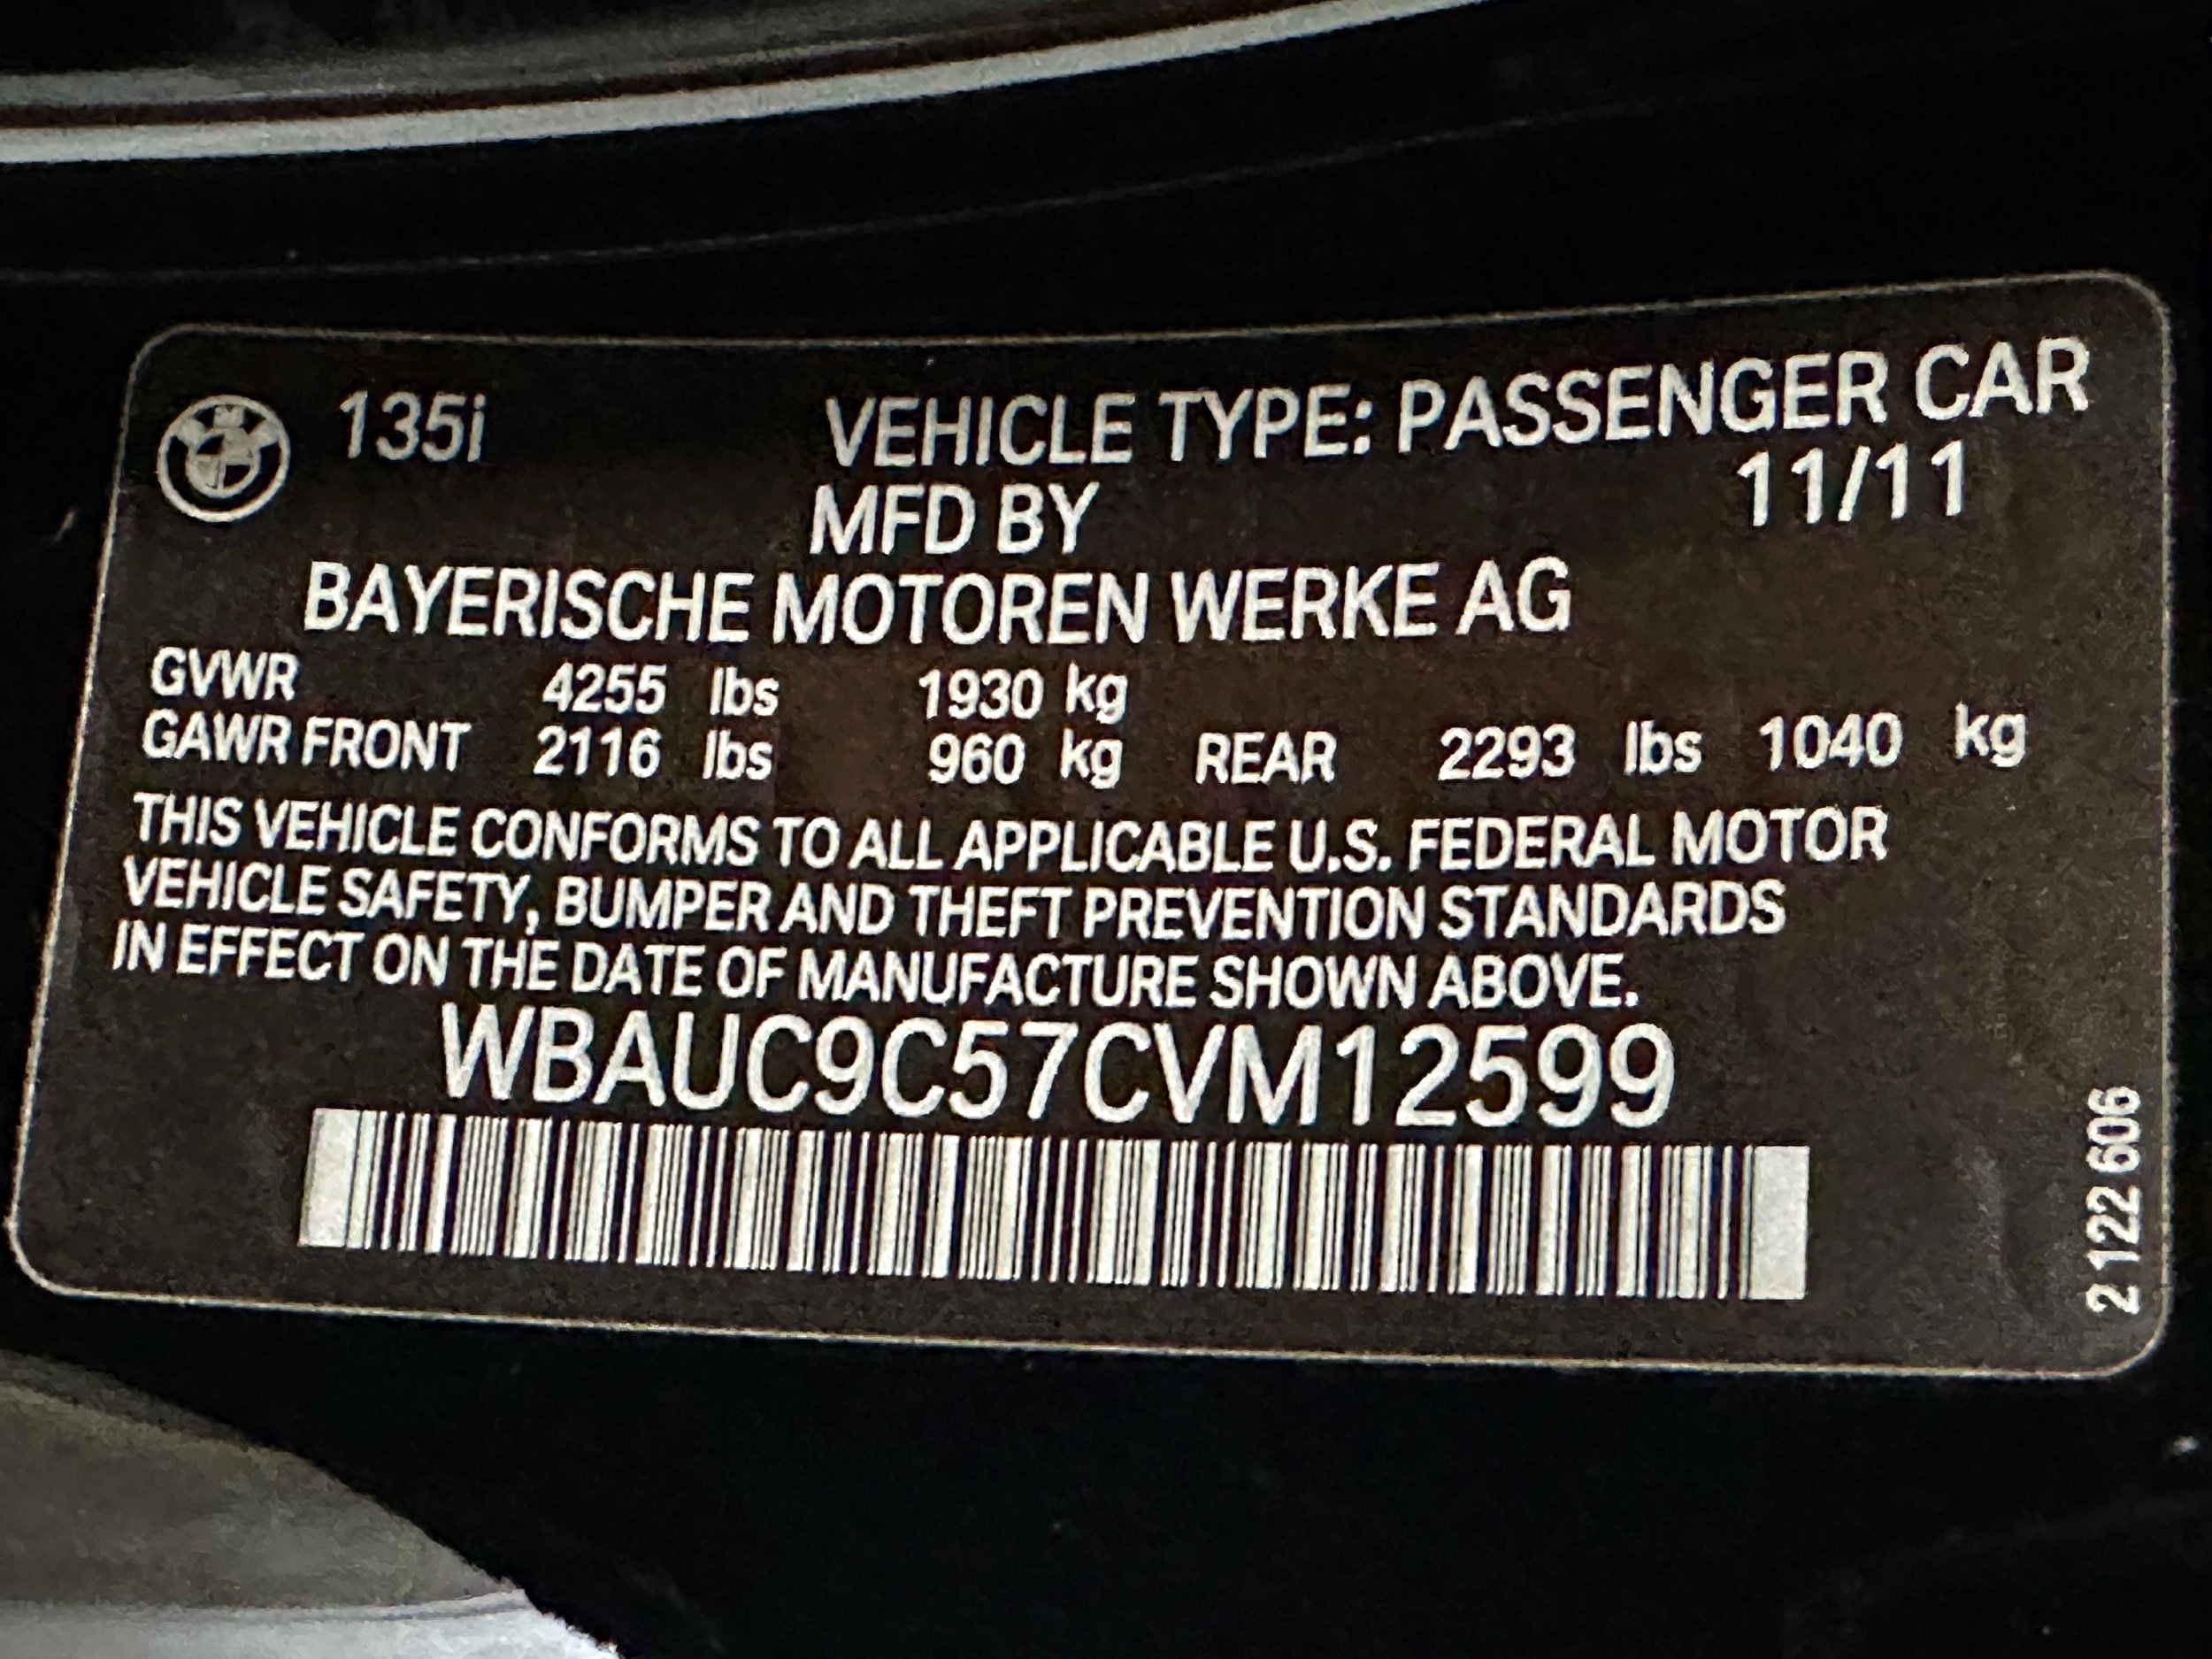 135i VEHICLE TYPE: PASSENGER CAR
MFD BY 11/11
BAYERISCHE MOTOREN WERKE AG
GVWR 4255 lbs 1930 kg
GAWR FRONT 2116 lbs 960 kg REAR 2293 lbs 1040 kg
THIS VEHICLE CONFORMS TO ALL APPLICABLE U.S. FEDERAL MOTOR
VEHICLE SAFETY, BUMPER AND THEFT PREVENTION STANDARDS
IN EFFECT ON THE DATE OF MANUFACTURE SHOWN ABOVE.
WBAUC9C57CVM12599
2 122 606